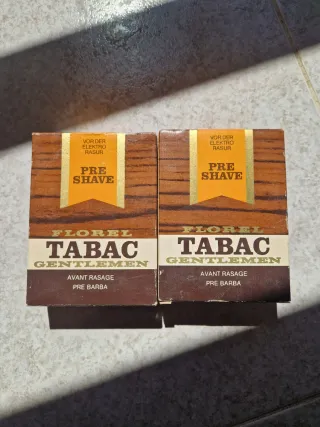 VOR DER
ELEKTRO
RASUR
PRE
SHAVE
FLOREL
TABAC
GENTLEMEN
AVANT RASAGE
PRE BARBA
VOR DER
ELEKTRO
RASUR
PRE
SHAVE
FLOREL
TABAC
GENTLEMEN
AVANT RASAGE
PRE BARBA